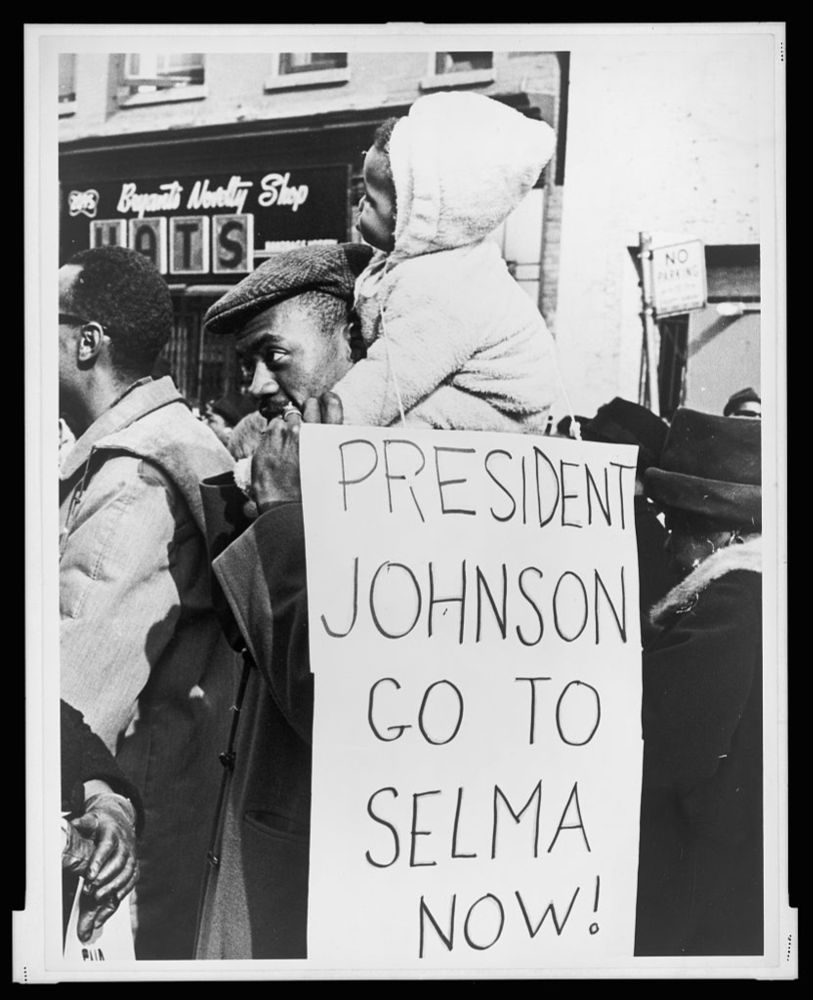 Bryant's Novelty Shop
HATS
NO
PARKING
PRESIDENT
JOHNSON
GO TO
SELMA
NOW!